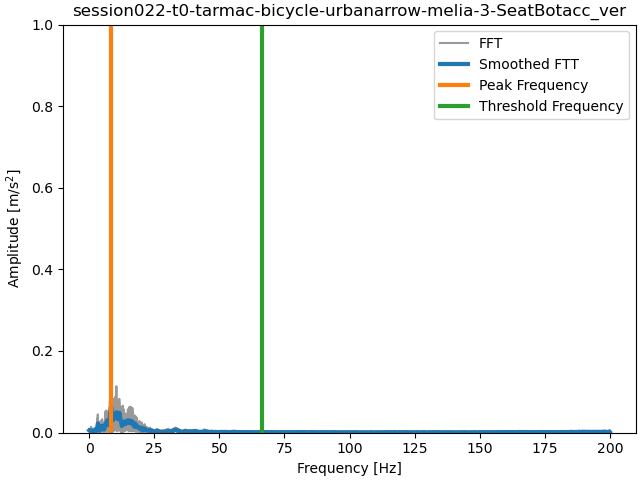 session022-t0-tarmac-bicycle-urbanarrow-melia-3-SeatBotacc_ver
1.0
0.8
0.6
0.4
0.2
0.0
Amplitude [m/s²]
FFT
Smoothed FTT
Peak Frequency
Threshold Frequency
0 25 50 75 100 125 150 175 200
Frequency [Hz]